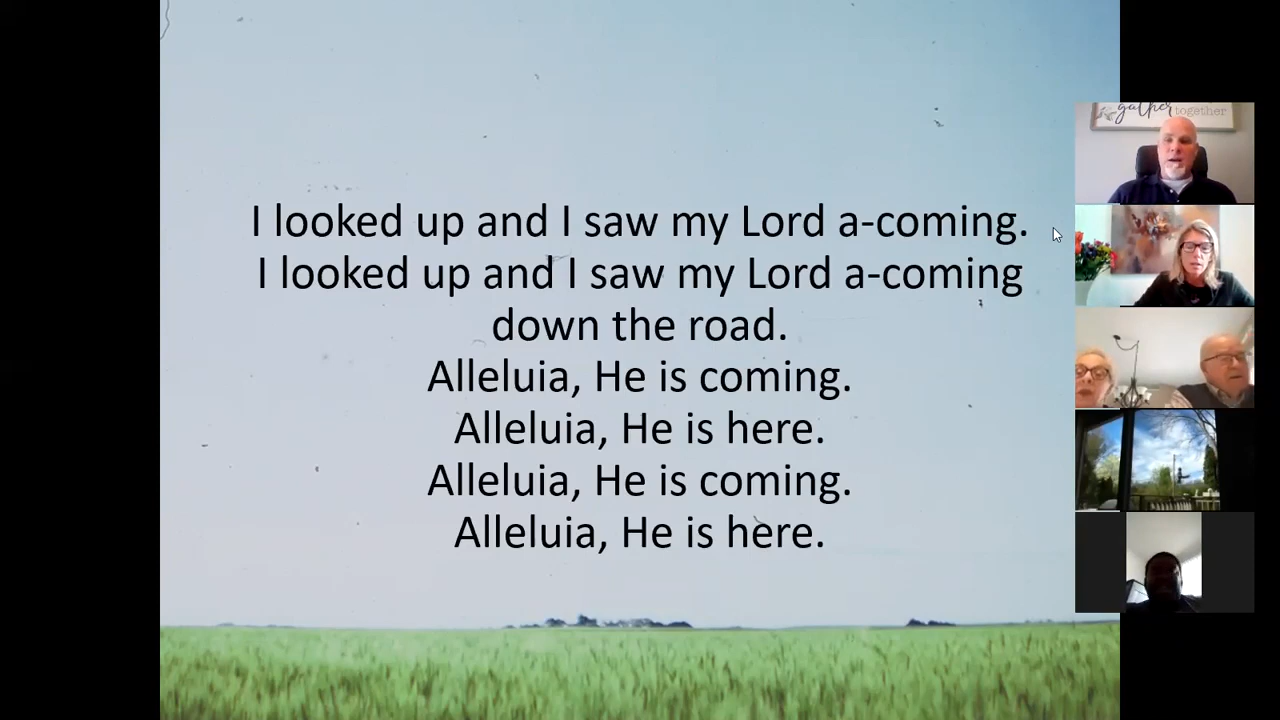 I looked up and I saw my Lord a-coming.
I looked up and I saw my Lord a-coming
down the road.
Alleluia, He is coming.
Alleluia, He is here.
Alleluia, He is coming.
Alleluia, He is here.
gather together